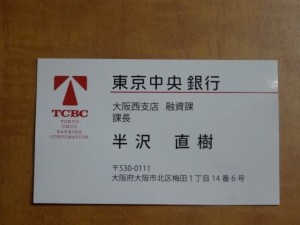 東京中央銀行
TCBC
TOKYO
CHUO
BANKING
CORPORATION
大阪西支店 融資課
課長
半沢 直樹
〒530-0111
大阪府大阪市北区梅田1丁目14番6号